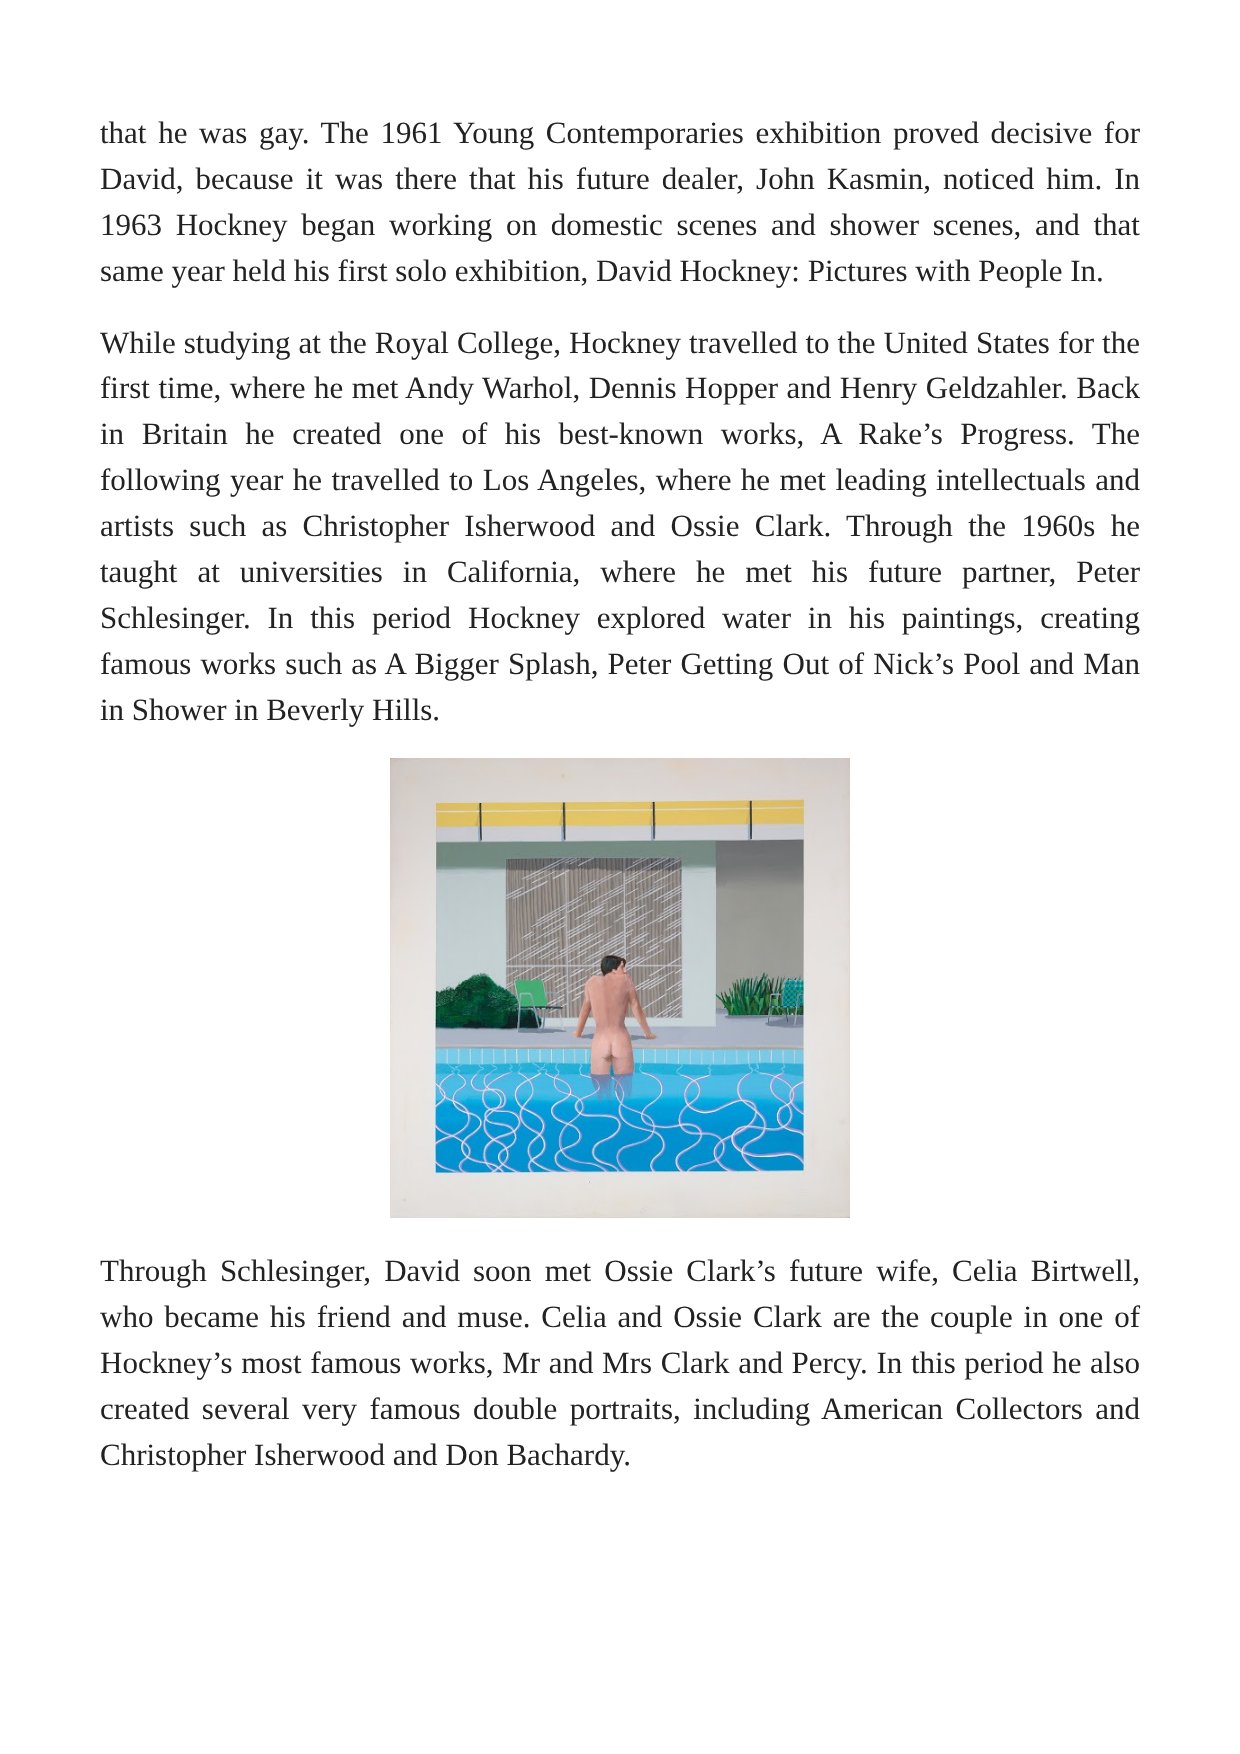 that he was gay. The 1961 Young Contemporaries exhibition proved decisive for
David, because it was there that his future dealer, John Kasmin, noticed him. In
1963 Hockney began working on domestic scenes and shower scenes, and that
same year held his first solo exhibition, David Hockney: Pictures with People In.
While studying at the Royal College, Hockney travelled to the United States for the
first time, where he met Andy Warhol, Dennis Hopper and Henry Geldzahler. Back
in Britain he created one of his best-known works, A Rake’s Progress. The
following year he travelled to Los Angeles, where he met leading intellectuals and
artists such as Christopher Isherwood and Ossie Clark. Through the 1960s he
taught at universities in California, where he met his future partner, Peter
Schlesinger. In this period Hockney explored water in his paintings, creating
famous works such as A Bigger Splash, Peter Getting Out of Nick’s Pool and Man
in Shower in Beverly Hills.
Through Schlesinger, David soon met Ossie Clark’s future wife, Celia Birtwell,
who became his friend and muse. Celia and Ossie Clark are the couple in one of
Hockney’s most famous works, Mr and Mrs Clark and Percy. In this period he also
created several very famous double portraits, including American Collectors and
Christopher Isherwood and Don Bachardy.